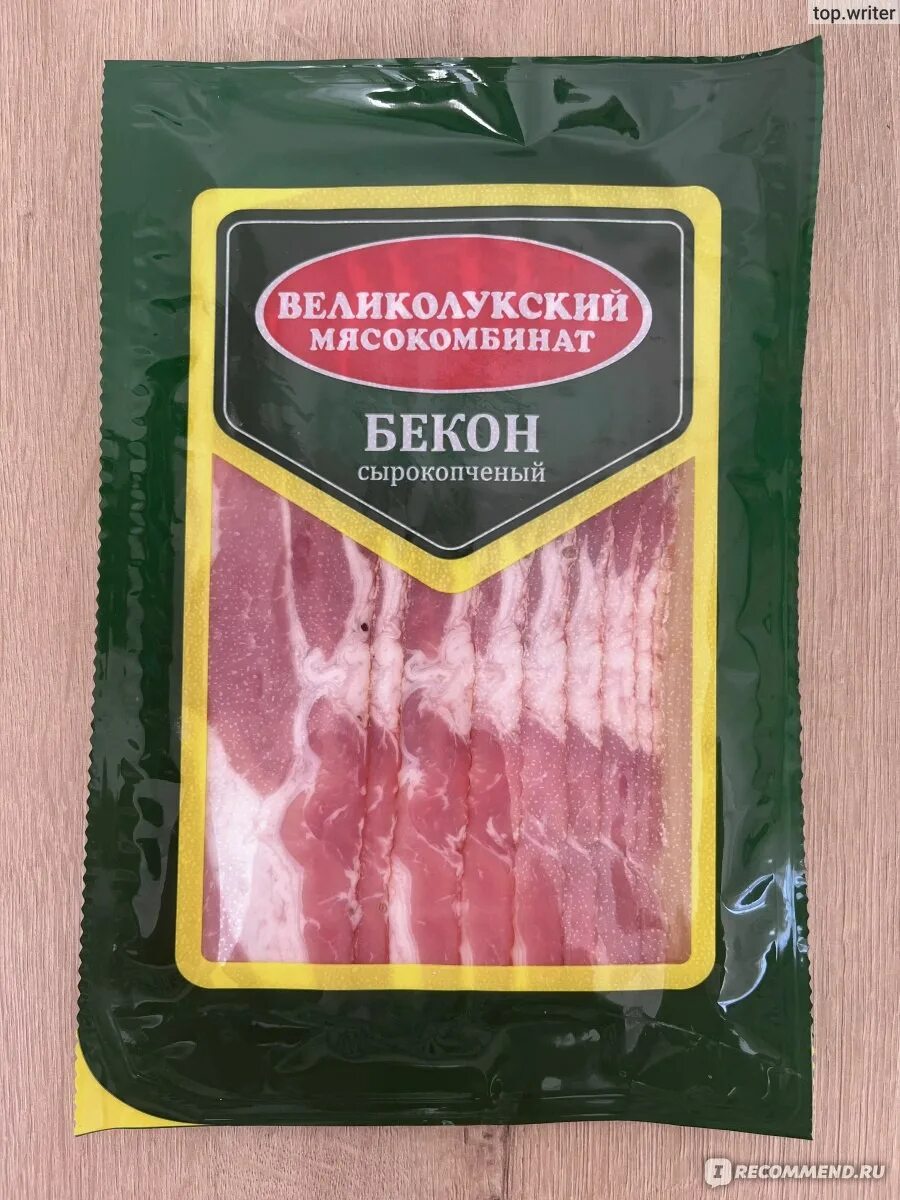 top.writer
ВЕЛИКОЛУКСКИЙ
МЯСОКОМБИНАТ
БЕКОН
сырокопченый
I RECOMMEND.RU